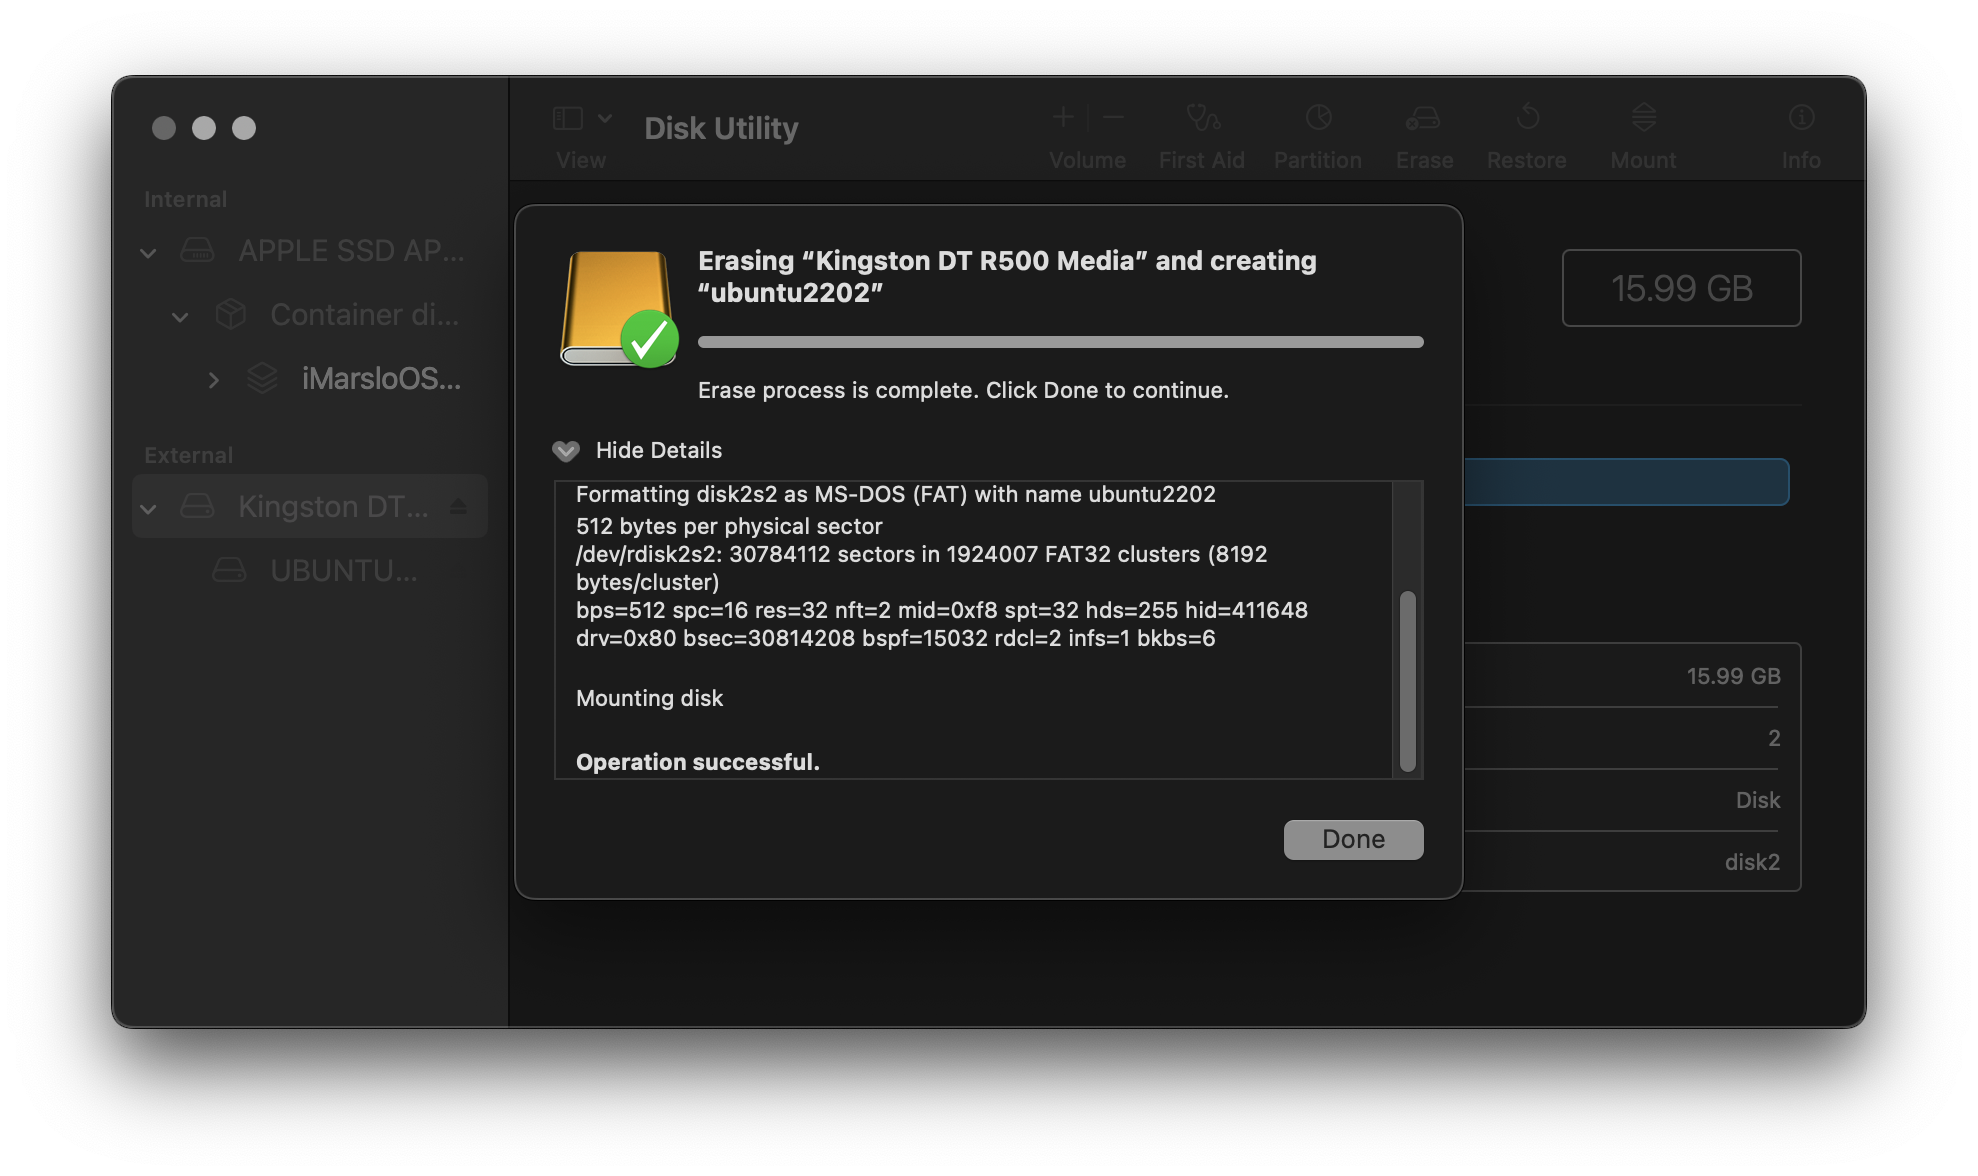 Disk Utility
View
Volume
First Aid
Partition
Erase
Restore
Mount
Info
Internal
APPLE SSD AP...
Container di...
iMarsloOS...
External
Kingston DT...
UBUNTU...
15.99 GB
Erasing “Kingston DT R500 Media” and creating
“ubuntu2202”
Erase process is complete. Click Done to continue.
Hide Details
Formatting disk2s2 as MS-DOS (FAT) with name ubuntu2202
512 bytes per physical sector
/dev/rdisk2s2: 30784112 sectors in 1924007 FAT32 clusters (8192
bytes/cluster)
bps=512 spc=16 res=32 nft=2 mid=0xf8 spt=32 hds=255 hid=411648
drv=0x80 bsec=30814208 bspf=15032 rdcl=2 infs=1 bkbs=6
Mounting disk
Operation successful.
Done
15.99 GB
2
Disk
disk2